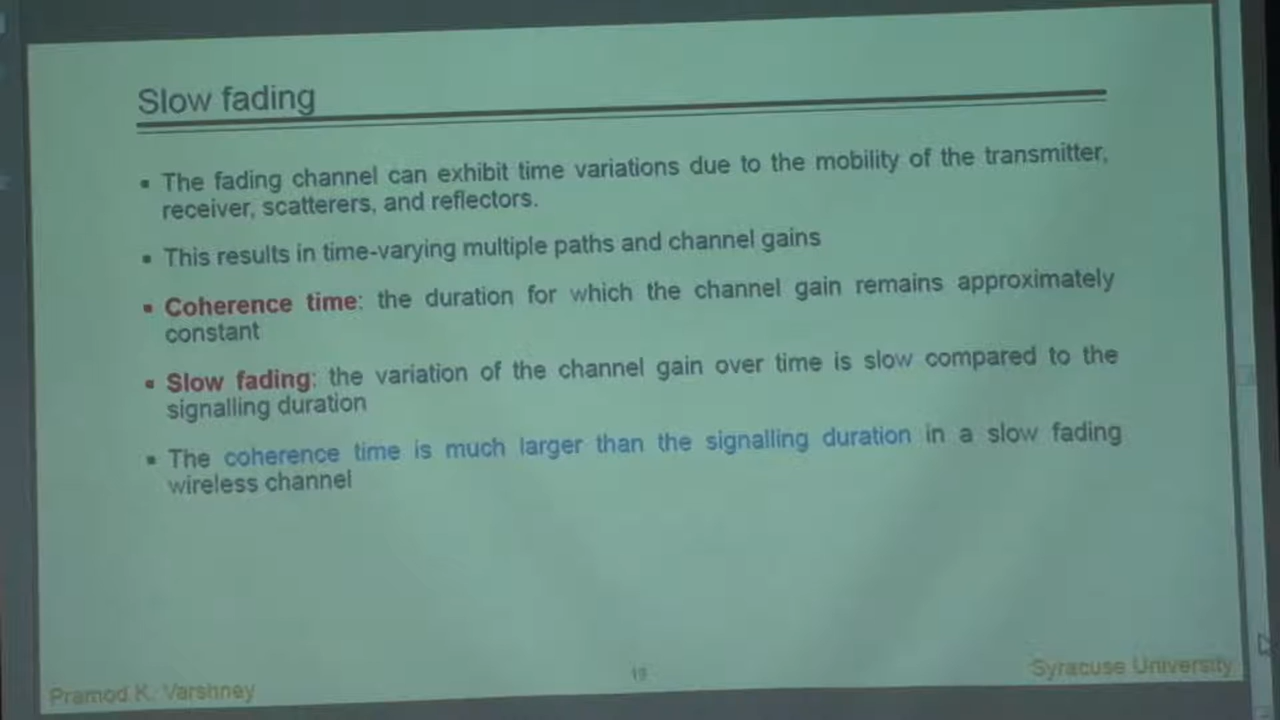 Slow fading
▪ The fading channel can exhibit time variations due to the mobility of the transmitter,
receiver, scatterers, and reflectors.
▪ This results in time-varying multiple paths and channel gains
▪ Coherence time: the duration for which the channel gain remains approximately
constant
▪ Slow fading: the variation of the channel gain over time is slow compared to the
signalling duration
▪ The coherence time is much larger than the signalling duration in a slow fading
wireless channel
Pramod K. Varshney
Syracuse University